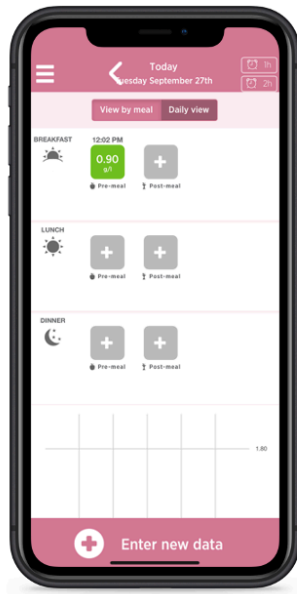 Today
Tuesday September 27th
1h
2h
View by meal
Daily view
BREAKFAST
12:02 PM
0.90
g/l
Pre-meal
Post-meal
LUNCH
Pre-meal
Post-meal
DINNER
Pre-meal
Post-meal
1.80
Enter new data